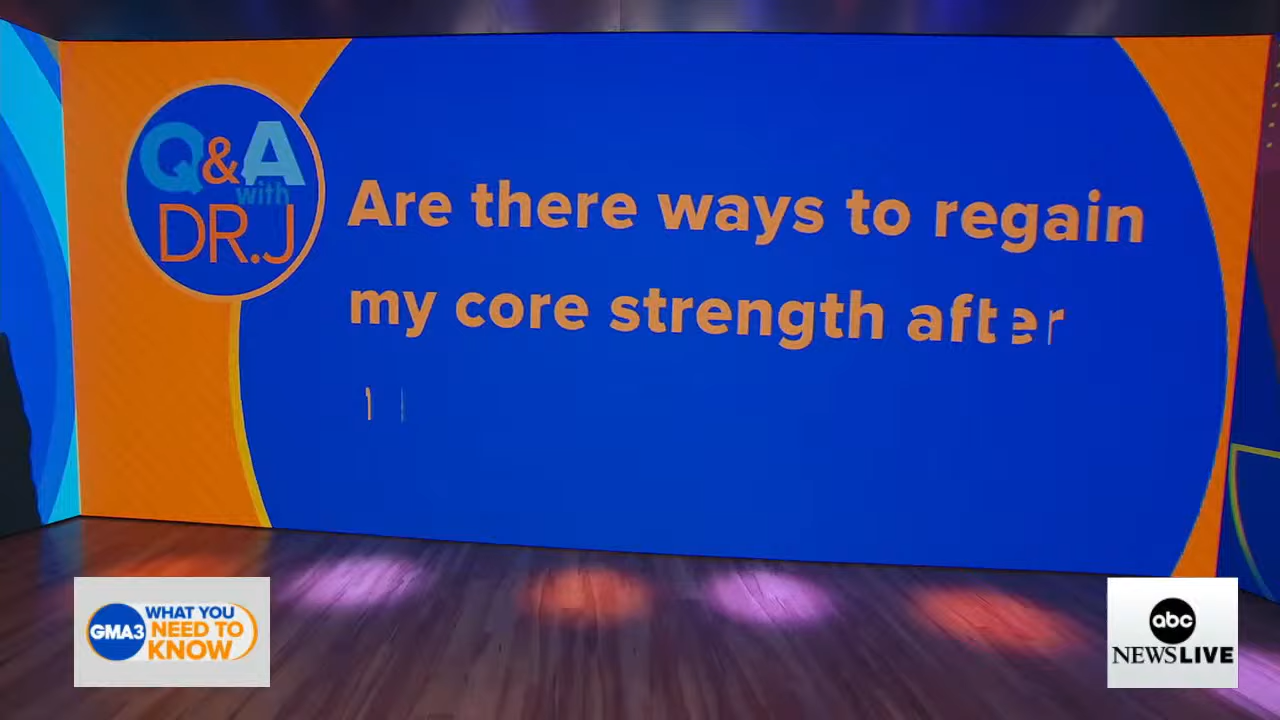 Q&A
with
DR.J
Are there ways to regain
my core strength after
GMA3
WHAT YOU
NEED TO
KNOW
abc
NEWSLIVE